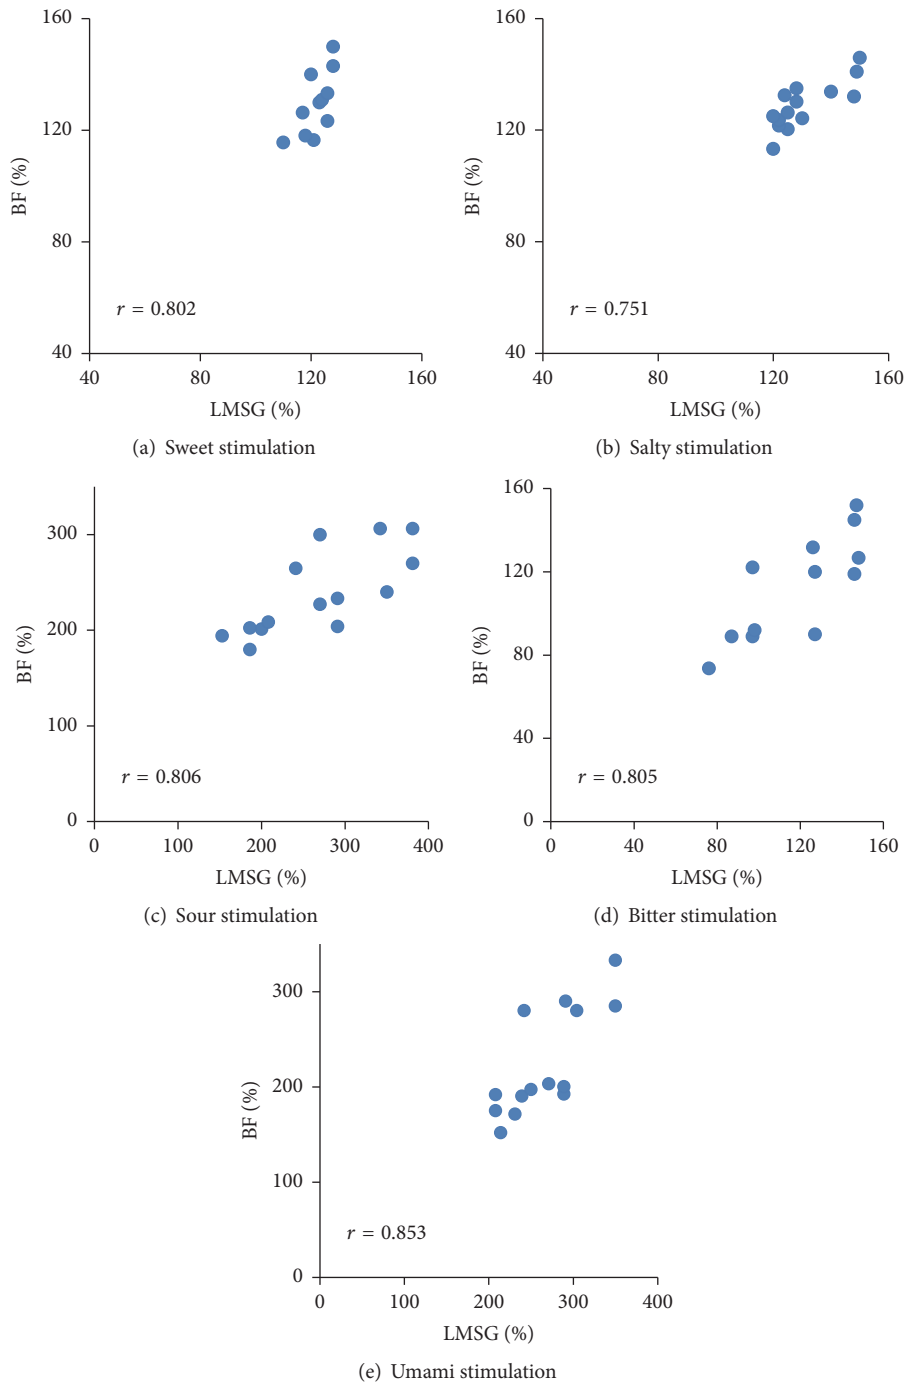 160
120
80
40
BF (%)
r = 0.802
40 80 120 160
LMSG (%)
(a) Sweet stimulation
160
120
80
40
BF (%)
r = 0.751
40 80 120 160
LMSG (%)
(b) Salty stimulation
300
200
100
0
BF (%)
r = 0.806
0 100 200 300 400
LMSG (%)
(c) Sour stimulation
160
120
80
40
0
BF (%)
r = 0.805
0 40 80 120 160
LMSG (%)
(d) Bitter stimulation
300
200
100
0
BF (%)
r = 0.853
0 100 200 300 400
LMSG (%)
(e) Umami stimulation